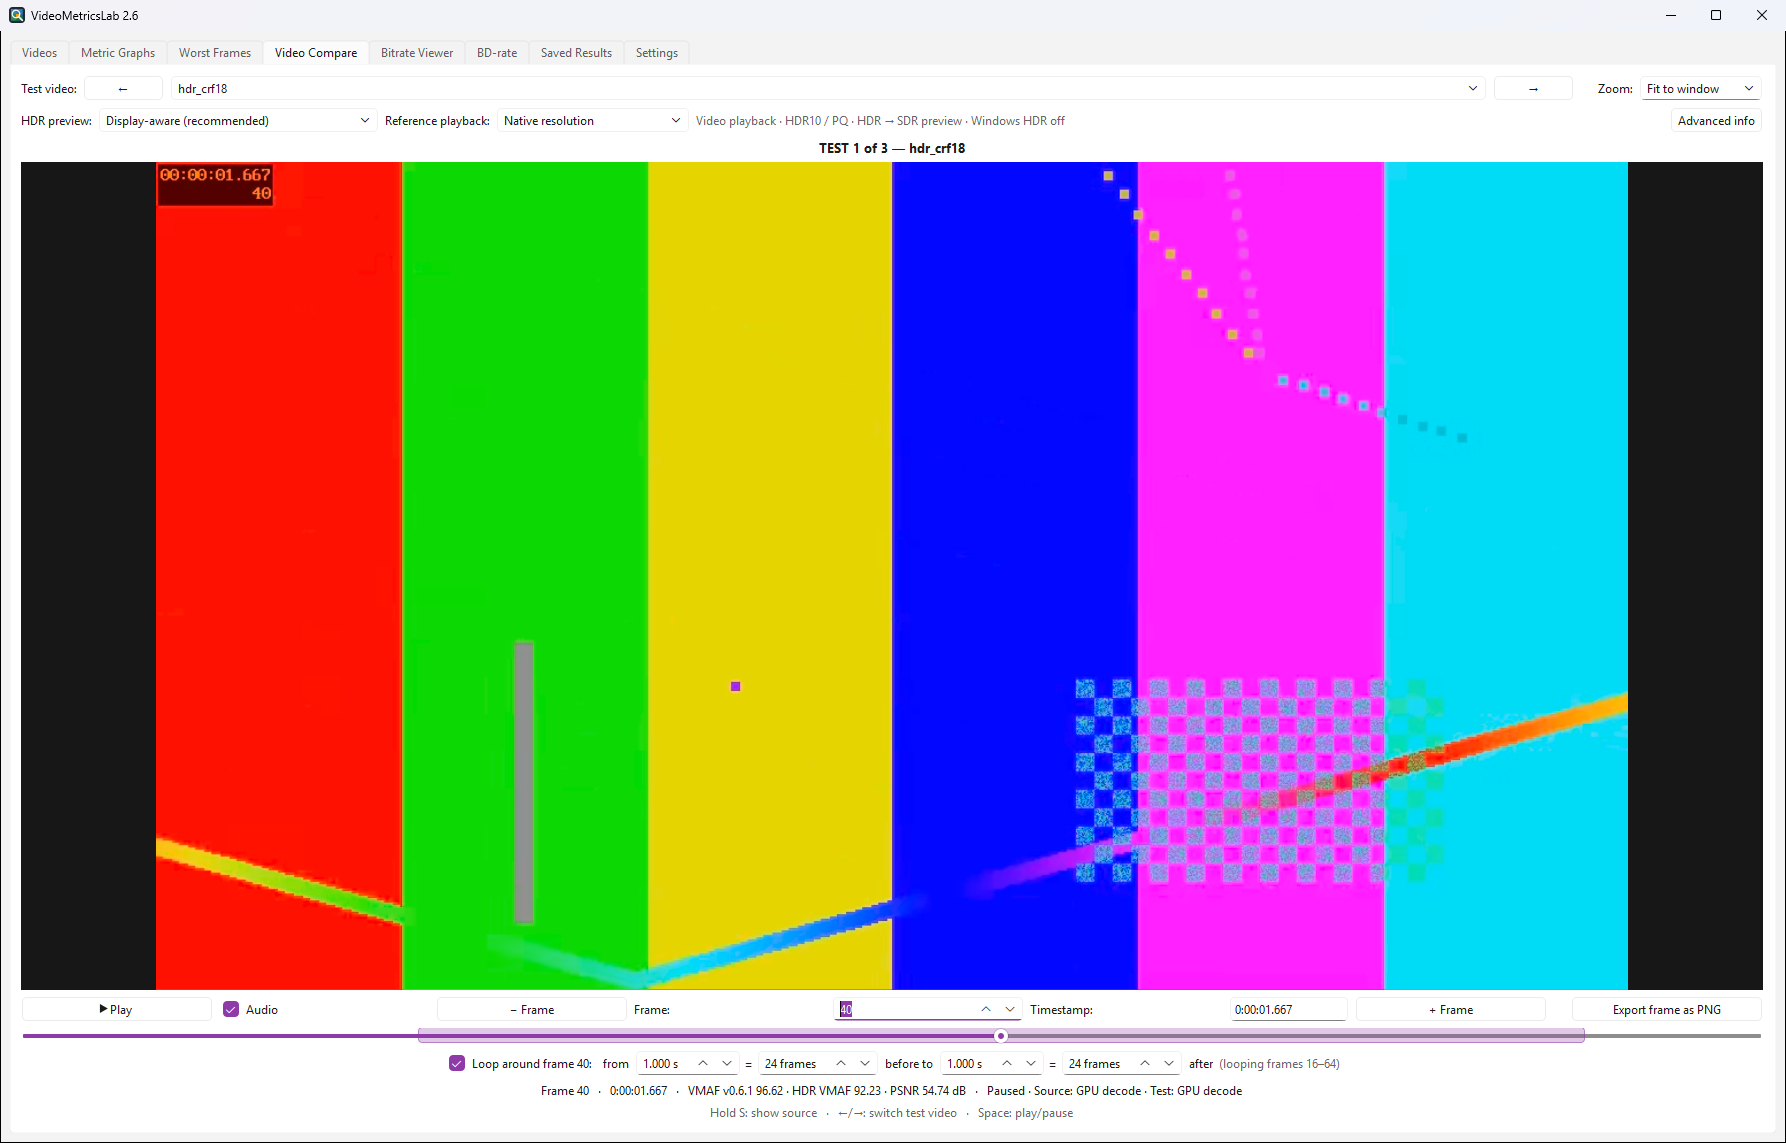 VideoMetricsLab 2.6
Videos Metric Graphs Worst Frames Video Compare Bitrate Viewer BD-rate Saved Results Settings
Test video: ← hdr_crf18 → Zoom: Fit to window
HDR preview: Display-aware (recommended) Reference playback: Native resolution Video playback · HDR10 / PQ · HDR → SDR preview · Windows HDR off Advanced info
TEST 1 of 3 — hdr_crf18
00:00:01.667
40
Play Audio − Frame Frame: 40 Timestamp: 0:00:01.667 + Frame Export frame as PNG
Loop around frame 40: from 1.000 s = 24 frames before to 1.000 s = 24 frames after (looping frames 16–64)
Frame 40 · 0:00:01.667 · VMAF v0.6.1 96.62 · HDR VMAF 92.23 · PSNR 54.74 dB · Paused · Source: GPU decode · Test: GPU decode
Hold S: show source · ←/→: switch test video · Space: play/pause